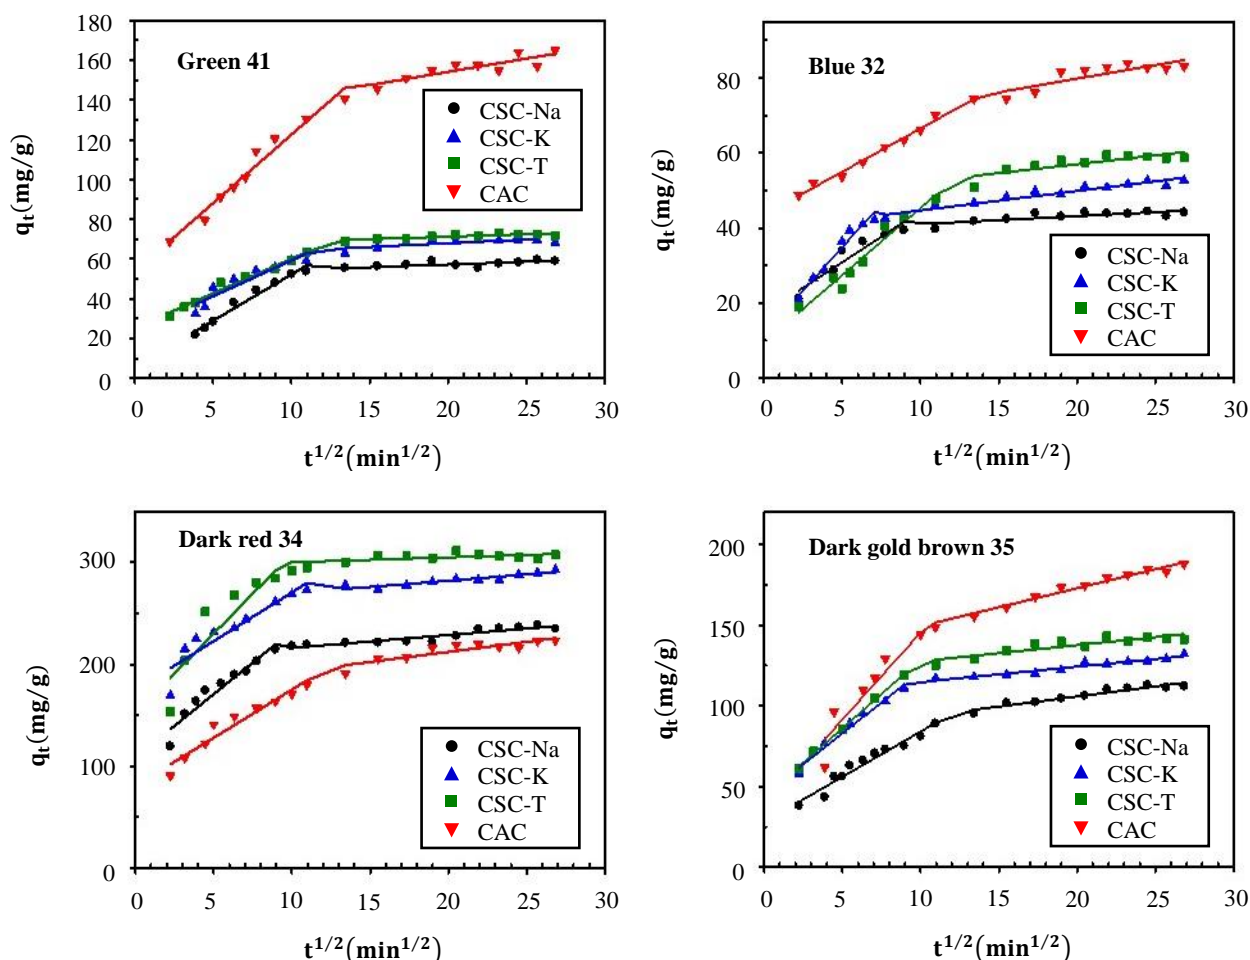 180
160
140
120
100
80
60
40
20
0
qt(mg/g)
Green 41
CSC-Na
CSC-K
CSC-T
CAC
0 5 10 15 20 25 30
t1/2(min1/2)
80
60
40
20
0
qt(mg/g)
Blue 32
CSC-Na
CSC-K
CSC-T
CAC
0 5 10 15 20 25 30
t1/2(min1/2)
300
200
100
0
qt(mg/g)
Dark red 34
CSC-Na
CSC-K
CSC-T
CAC
0 5 10 15 20 25 30
t1/2(min1/2)
200
150
100
50
0
qt(mg/g)
Dark gold brown 35
CSC-Na
CSC-K
CSC-T
CAC
0 5 10 15 20 25 30
t1/2(min1/2)